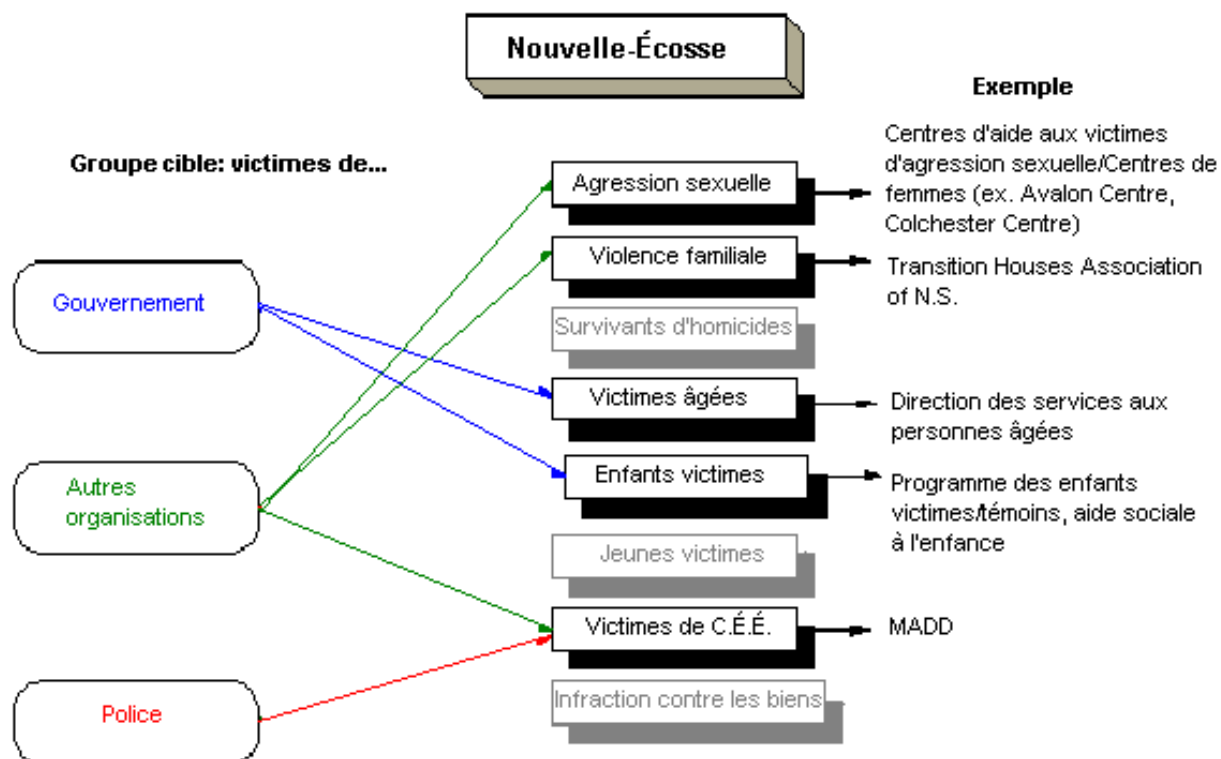 Nouvelle-Écosse
Exemple
Groupe cible: victimes de...
Gouvernement
Autres
organisations
Police
Agression sexuelle
Violence familiale
Survivants d'homicides
Victimes âgées
Enfants victimes
Jeunes victimes
Victimes de C.É.É.
Infraction contre les biens
Centres d'aide aux victimes
d'agression sexuelle/Centres de
femmes (ex. Avalon Centre,
Colchester Centre)
Transition Houses Association
of N.S.
Direction des services aux
personnes âgées
Programme des enfants
victimes/témoins, aide sociale
à l'enfance
MADD